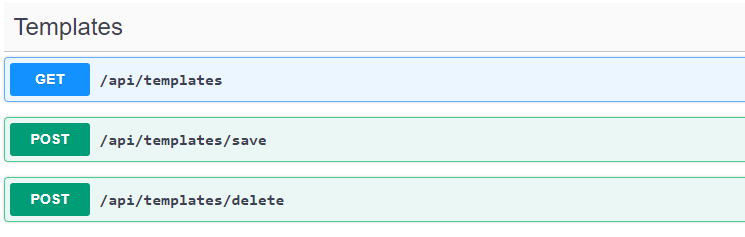 Templates
GET /api/templates
POST /api/templates/save
POST /api/templates/delete